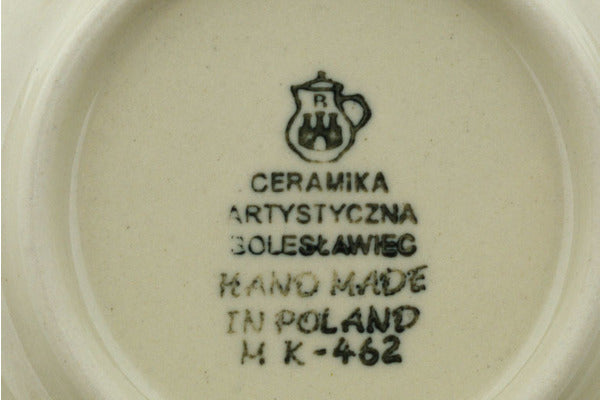 B
CERAMIKA
ARTYSTYCZNA
BOLESŁAWIEC
HAND MADE
IN POLAND
M K-462